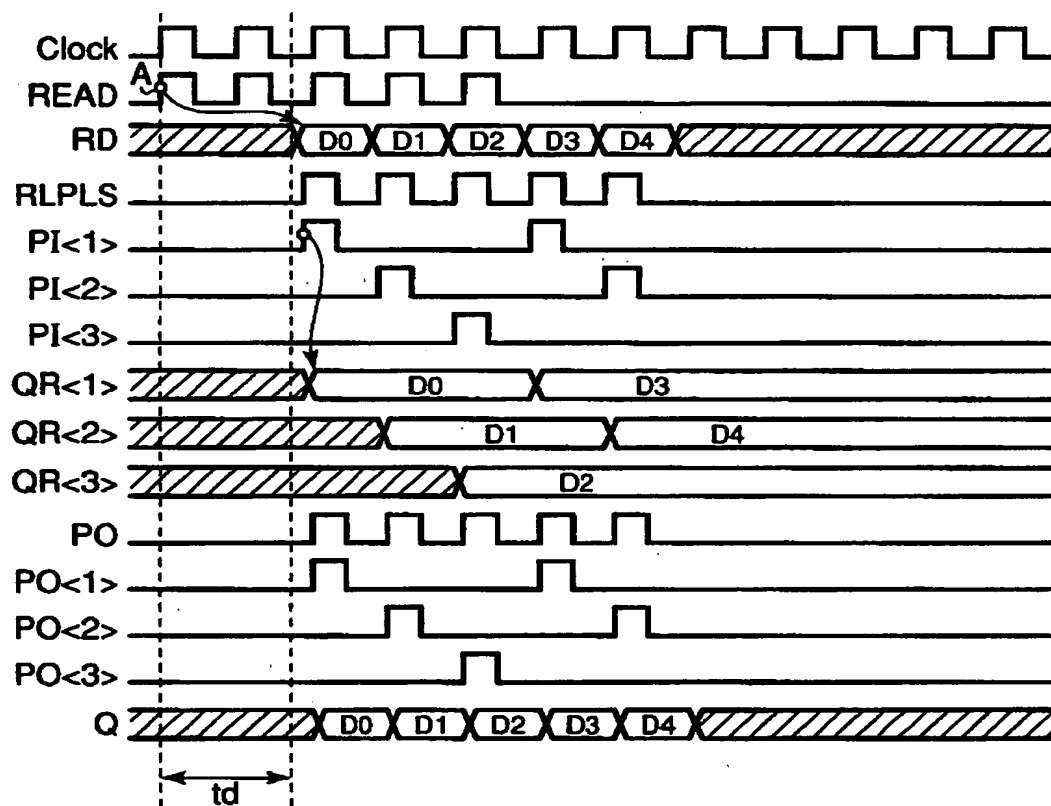 Clock
A
READ
RD D0 D1 D2 D3 D4
RLPLS
PI<1>
PI<2>
PI<3>
QR<1> D0 D3
QR<2> D1 D4
QR<3> D2
PO
PO<1>
PO<2>
PO<3>
Q D0 D1 D2 D3 D4
td